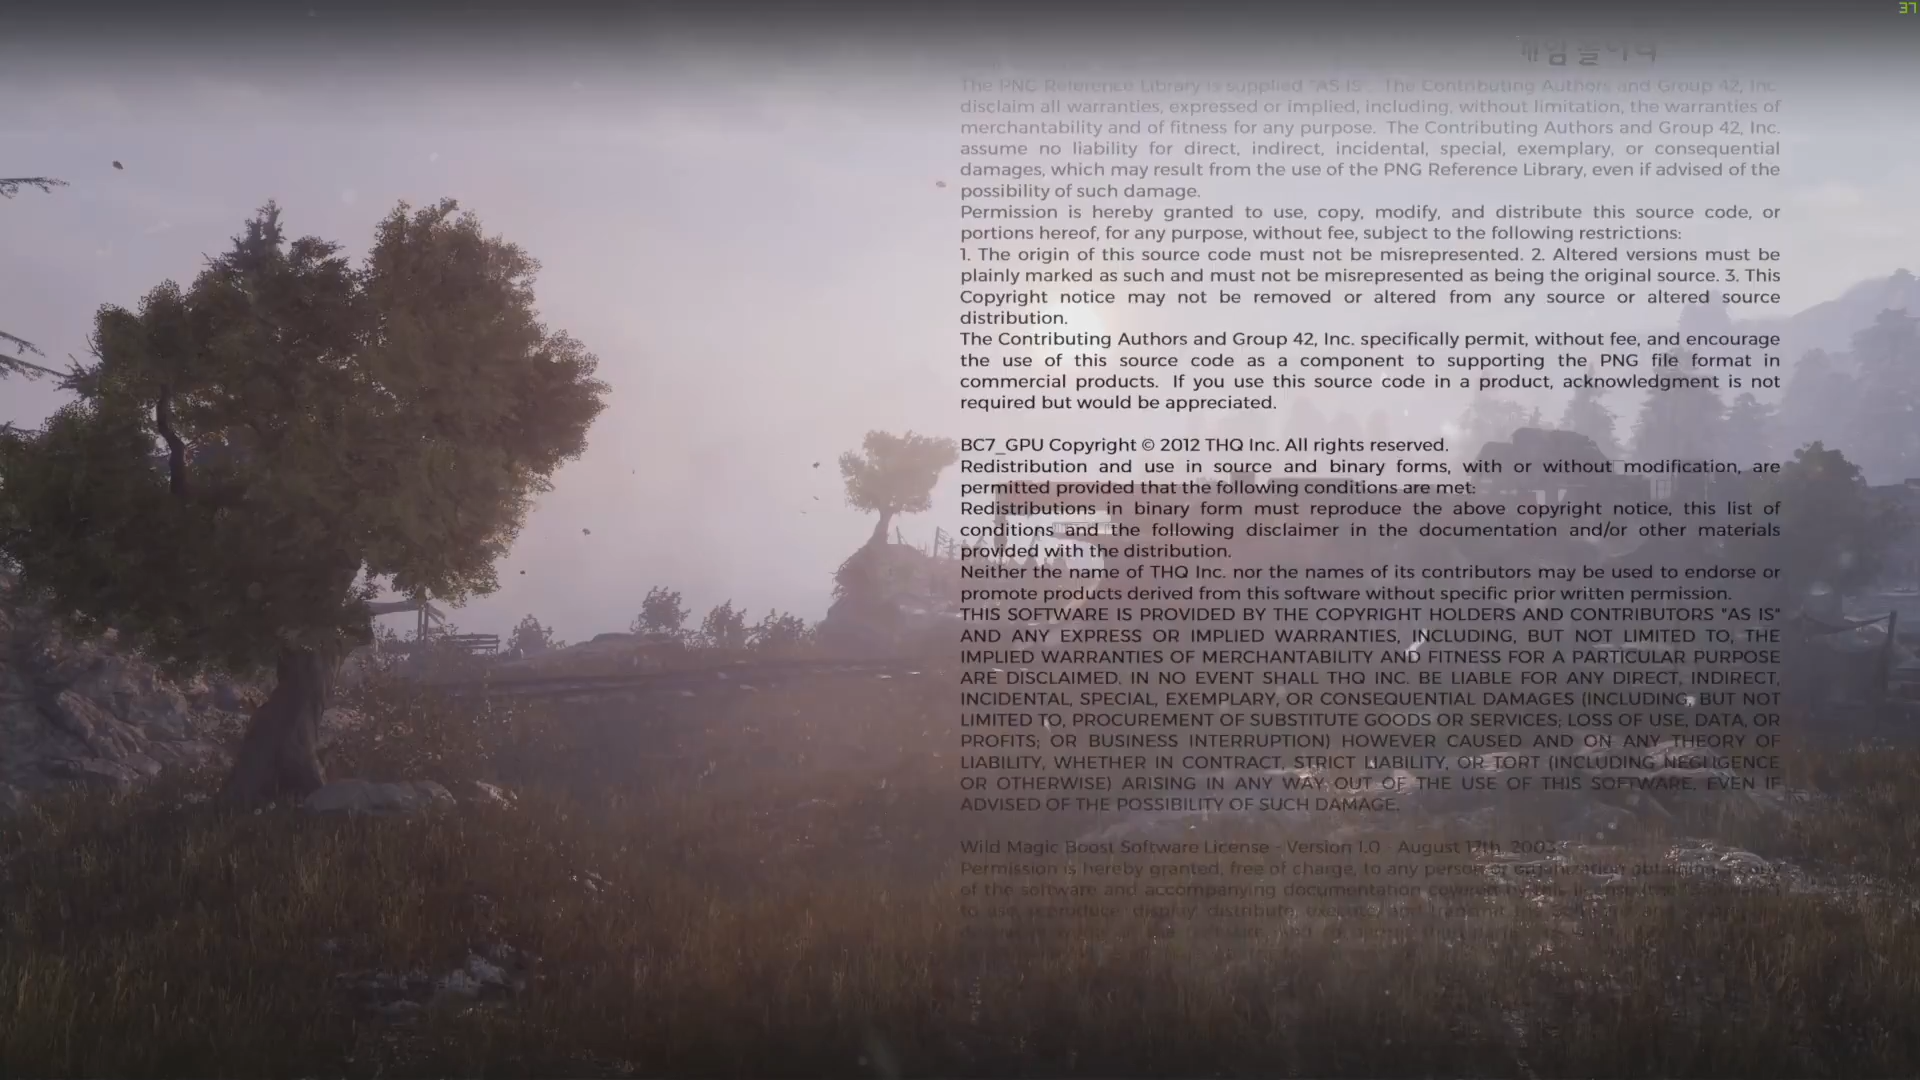 37
The PNG Reference Library is supplied "AS IS". The Contributing Authors and Group 42, Inc.
disclaim all warranties, expressed or implied, including, without limitation, the warranties of
merchantability and of fitness for any purpose. The Contributing Authors and Group 42, Inc.
assume no liability for direct, indirect, incidental, special, exemplary, or consequential
damages, which may result from the use of the PNG Reference Library, even if advised of the
possibility of such damage.
Permission is hereby granted to use, copy, modify, and distribute this source code, or
portions hereof, for any purpose, without fee, subject to the following restrictions:
1. The origin of this source code must not be misrepresented. 2. Altered versions must be
plainly marked as such and must not be misrepresented as being the original source. 3. This
Copyright notice may not be removed or altered from any source or altered source
distribution.
The Contributing Authors and Group 42, Inc. specifically permit, without fee, and encourage
the use of this source code as a component to supporting the PNG file format in
commercial products. If you use this source code in a product, acknowledgment is not
required but would be appreciated.
BC7_GPU Copyright © 2012 THQ Inc. All rights reserved.
Redistribution and use in source and binary forms, with or without modification, are
permitted provided that the following conditions are met:
Redistributions in binary form must reproduce the above copyright notice, this list of
conditions and the following disclaimer in the documentation and/or other materials
provided with the distribution.
Neither the name of THQ Inc. nor the names of its contributors may be used to endorse or
promote products derived from this software without specific prior written permission.
THIS SOFTWARE IS PROVIDED BY THE COPYRIGHT HOLDERS AND CONTRIBUTORS "AS IS"
AND ANY EXPRESS OR IMPLIED WARRANTIES, INCLUDING, BUT NOT LIMITED TO, THE
IMPLIED WARRANTIES OF MERCHANTABILITY AND FITNESS FOR A PARTICULAR PURPOSE
ARE DISCLAIMED. IN NO EVENT SHALL THQ INC. BE LIABLE FOR ANY DIRECT, INDIRECT,
INCIDENTAL, SPECIAL, EXEMPLARY, OR CONSEQUENTIAL DAMAGES (INCLUDING, BUT NOT
LIMITED TO, PROCUREMENT OF SUBSTITUTE GOODS OR SERVICES; LOSS OF USE, DATA, OR
PROFITS; OR BUSINESS INTERRUPTION) HOWEVER CAUSED AND ON ANY THEORY OF
LIABILITY, WHETHER IN CONTRACT, STRICT LIABILITY, OR TORT (INCLUDING NEGLIGENCE
OR OTHERWISE) ARISING IN ANY WAY OUT OF THE USE OF THIS SOFTWARE, EVEN IF
ADVISED OF THE POSSIBILITY OF SUCH DAMAGE.
Wild Magic Boost Software License - Version 1.0 - August 17th, 2003
Permission is hereby granted, free of charge, to any person or organization obtaining a copy
of the software and accompanying documentation covered by this license
to use, reproduce, display, distribute, execute, and transmit the